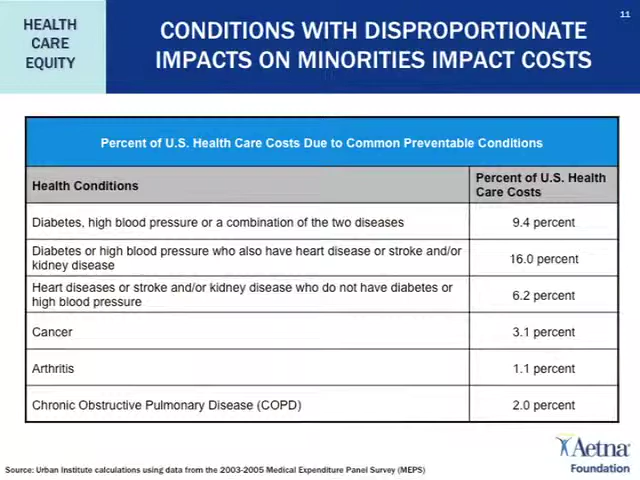 HEALTH
CARE
EQUITY
CONDITIONS WITH DISPROPORTIONATE
IMPACTS ON MINORITIES IMPACT COSTS
11
Percent of U.S. Health Care Costs Due to Common Preventable Conditions
Health Conditions
Percent of U.S. Health
Care Costs
Diabetes, high blood pressure or a combination of the two diseases
9.4 percent
Diabetes or high blood pressure who also have heart disease or stroke and/or
kidney disease
16.0 percent
Heart diseases or stroke and/or kidney disease who do not have diabetes or
high blood pressure
6.2 percent
Cancer
3.1 percent
Arthritis
1.1 percent
Chronic Obstructive Pulmonary Disease (COPD)
2.0 percent
Aetna
Foundation
Source: Urban Institute calculations using data from the 2003-2005 Medical Expenditure Panel Survey (MEPS)